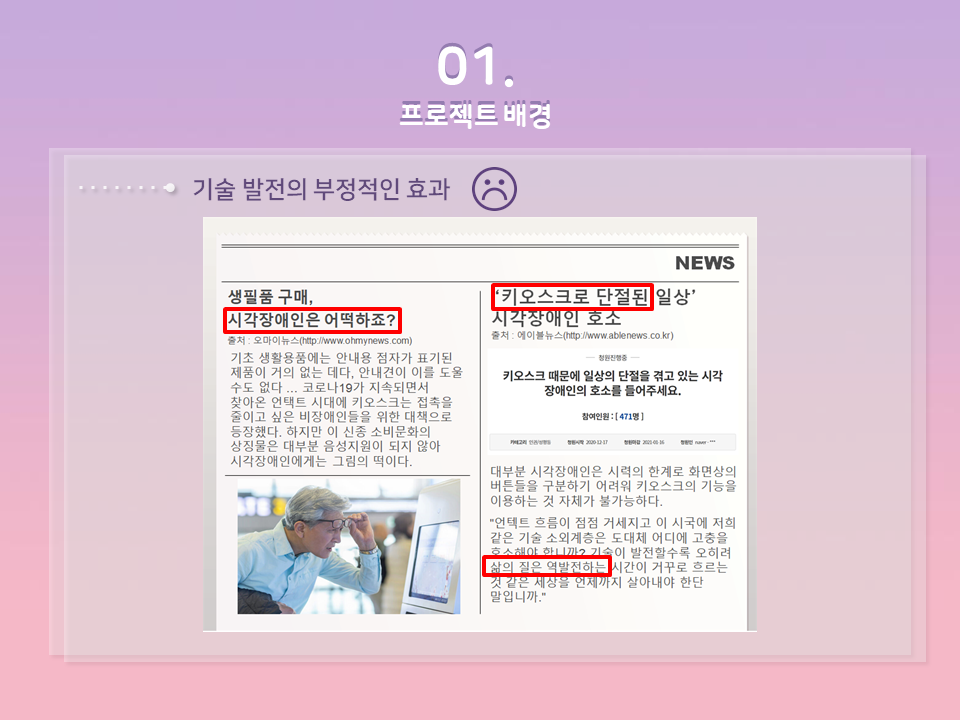 01.
프로젝트 배경
기술 발전의 부정적인 효과
NEWS
생필품 구매,
시각장애인은 어떡하죠?
출처 : 오마이뉴스(http://www.ohmynews.com)
기초 생활용품에는 안내용 점자가 표기된
제품이 거의 없는 데다, 안내견이 이를 도울
수도 없다 ... 코로나19가 지속되면서
찾아온 언택트 시대에 키오스크는 접촉을
줄이고 싶은 비장애인들을 위한 대책으로
등장했다. 하지만 이 신종 소비문화의
상징물은 대부분 음성지원이 되지 않아
시각장애인에게는 그림의 떡이다.
‘키오스크로 단절된 일상’
시각장애인 호소
출처 : 에이블뉴스(http://www.ablenews.co.kr)
청원진행중
키오스크 때문에 일상의 단절을 겪고 있는 시각
장애인의 호소를 들어주세요.
참여인원 : [ 471명 ]
카테고리 인권/성평등 청원시작 2020-12-17 청원마감 2021-01-16 청원인 naver - ***
대부분 시각장애인은 시력의 한계로 화면상의
버튼들을 구분하기 어려워 키오스크의 기능을
이용하는 것 자체가 불가능하다.
"언텍트 흐름이 점점 거세지고 이 시국에 저희
같은 기술 소외계층은 도대체 어디에 고충을
호소해야 합니까? 기술이 발전할수록 오히려
삶의 질은 역발전하는 시간이 거꾸로 흐르는
것 같은 세상을 언제까지 살아내야 한단
말입니까."